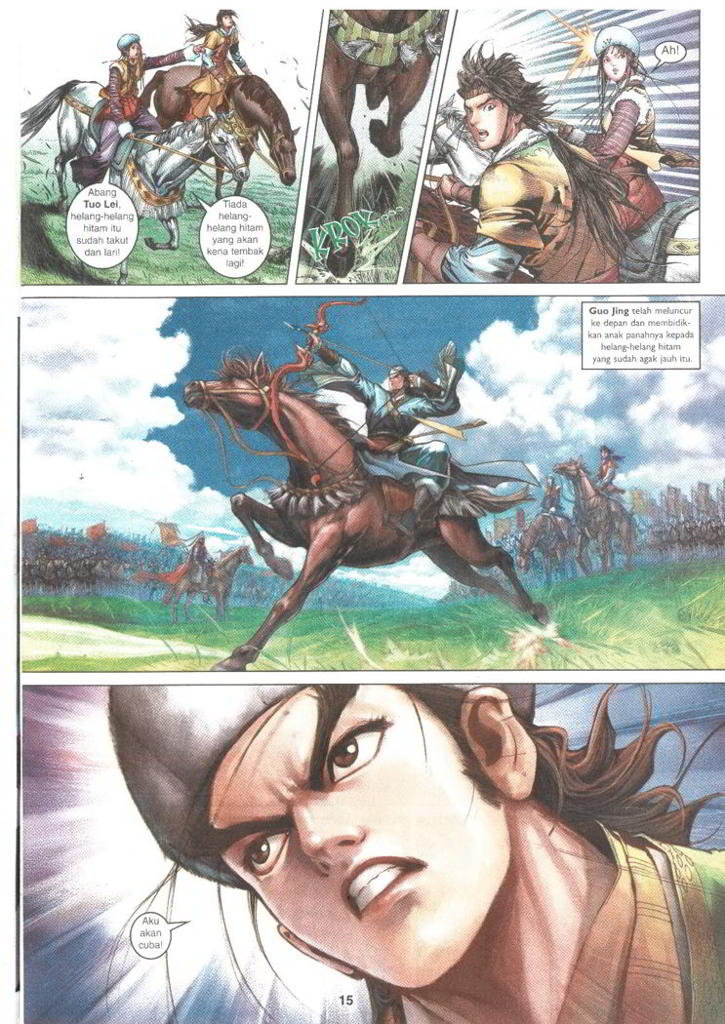 Abang
Tuo Lei,
helang-helang
hitam itu
sudah takut
dan lari!
Tiada
helang-
helang hitam
yang akan
kena tembak
lagi!
KROK...
Ah!
Guo Jing telah meluncur
ke depan dan membidik-
kan anak panahnya kepada
helang-helang hitam
yang sudah agak jauh itu.
Aku
akan
cuba!
15